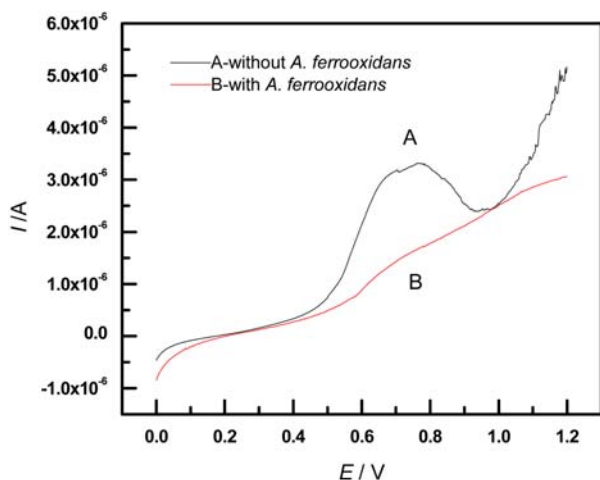 6.0x10⁻⁶
5.0x10⁻⁶
4.0x10⁻⁶
3.0x10⁻⁶
2.0x10⁻⁶
1.0x10⁻⁶
0.0
-1.0x10⁻⁶
I/A
A-without A. ferrooxidans
B-with A. ferrooxidans
A
B
0.0 0.2 0.4 0.6 0.8 1.0 1.2
E / V